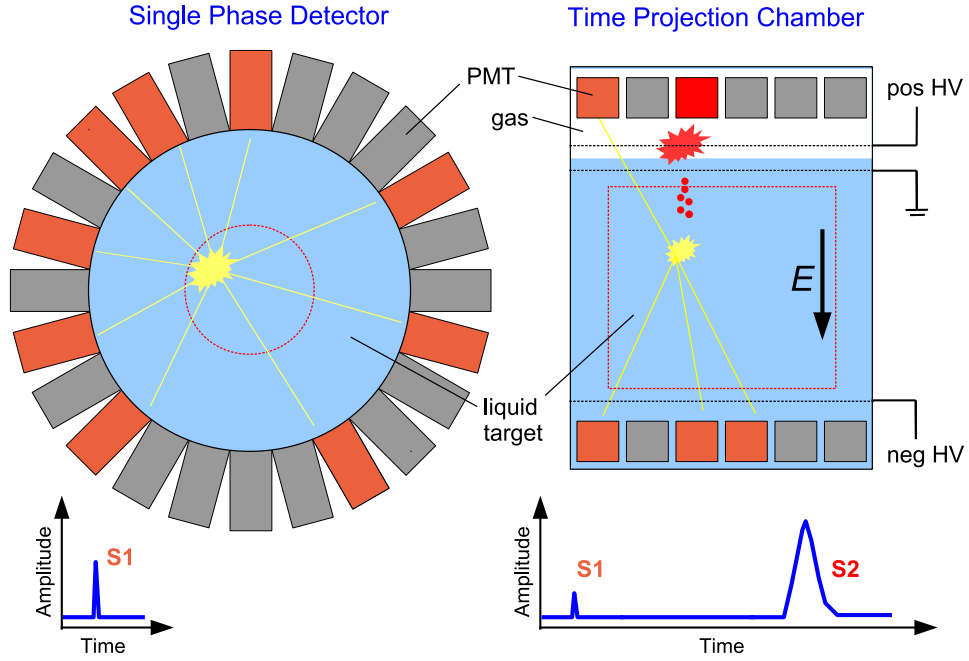 Single Phase Detector
Time Projection Chamber
PMT
gas
pos HV
E
liquid
target
neg HV
Amplitude
S1
Time
Amplitude
S1
S2
Time